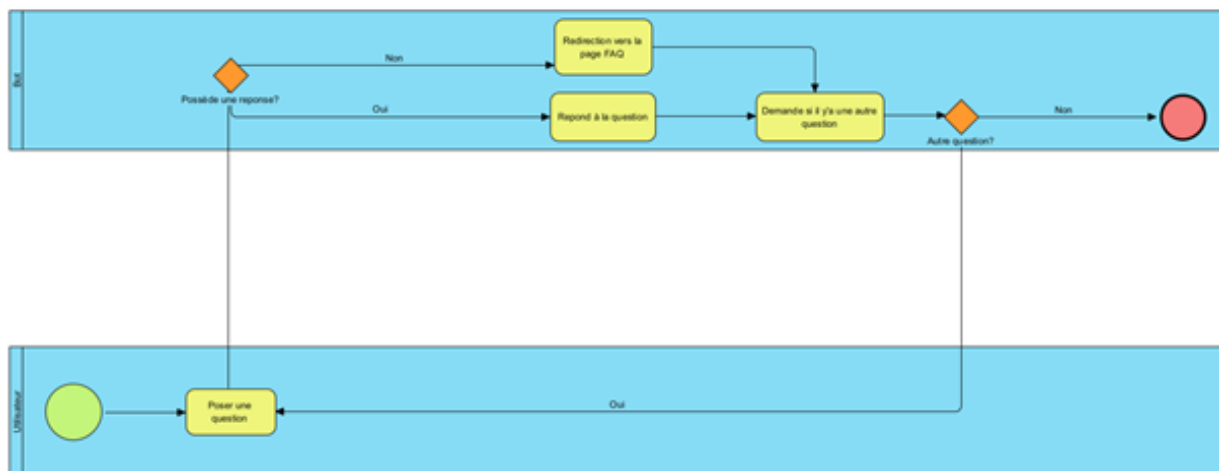 Bot
Redirection vers la
page FAQ
Non
Possède une reponse?
Oui
Repond à la question
Demande si il y'a une autre
question
Non
Autre question?
Utilisateur
Poser une
question
Oui